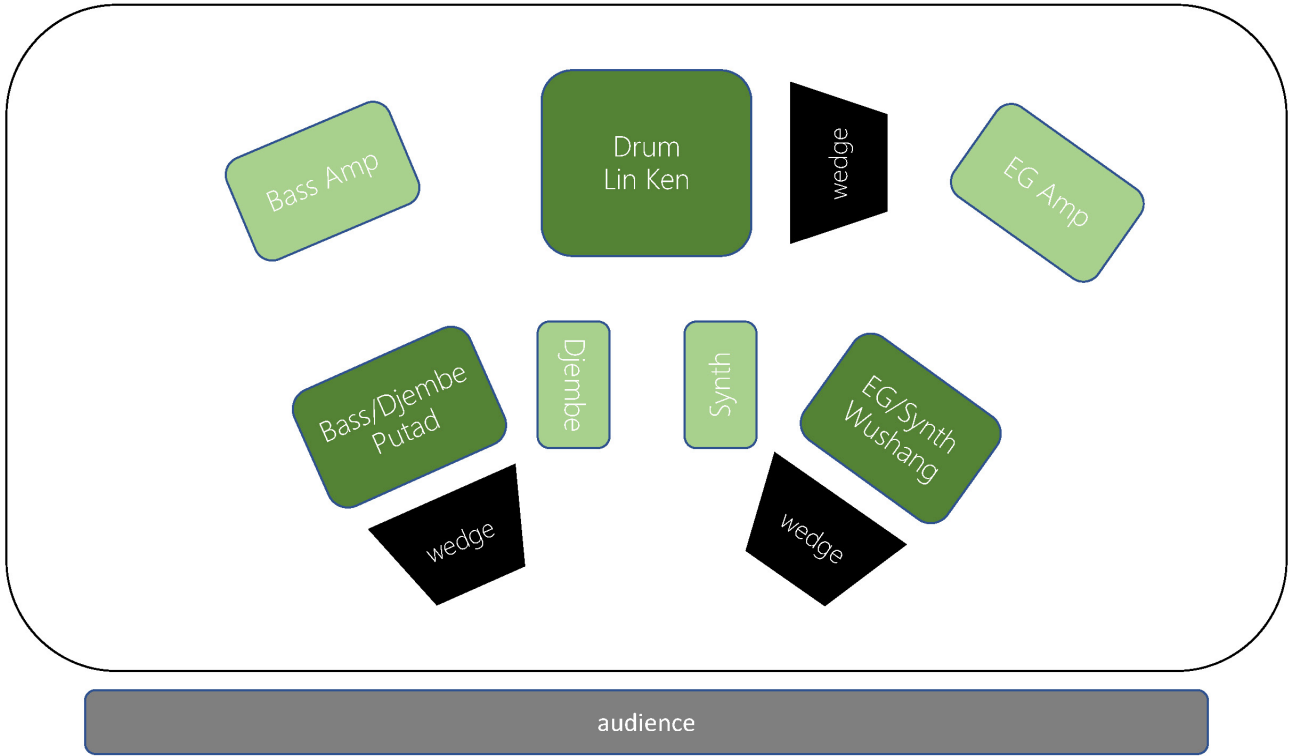 Drum
Lin Ken
wedge
Bass Amp
EG Amp
Bass/Djembe
Putad
Djembe
Synth
EG/Synth
Wushang
wedge
wedge
audience